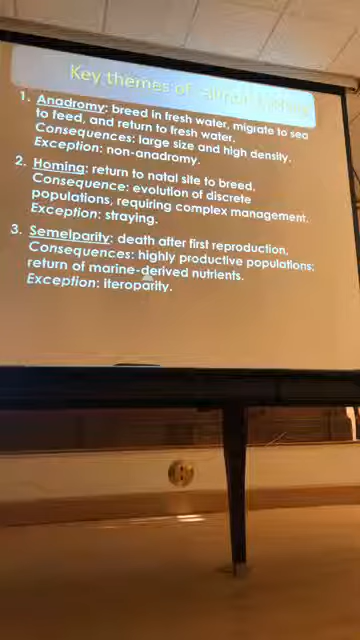 Key themes of
1. Anadromy: breed in fresh water, migrate to sea
to feed, and return to fresh water.
Consequences: large size and high density.
Exception: non-anadromy.
2. Homing: return to natal site to breed.
Consequence: evolution of discrete
populations, requiring complex management.
Exception: straying.
3. Semelparity: death after first reproduction.
Consequences: highly productive populations;
return of marine-derived nutrients.
Exception: iteroparity.